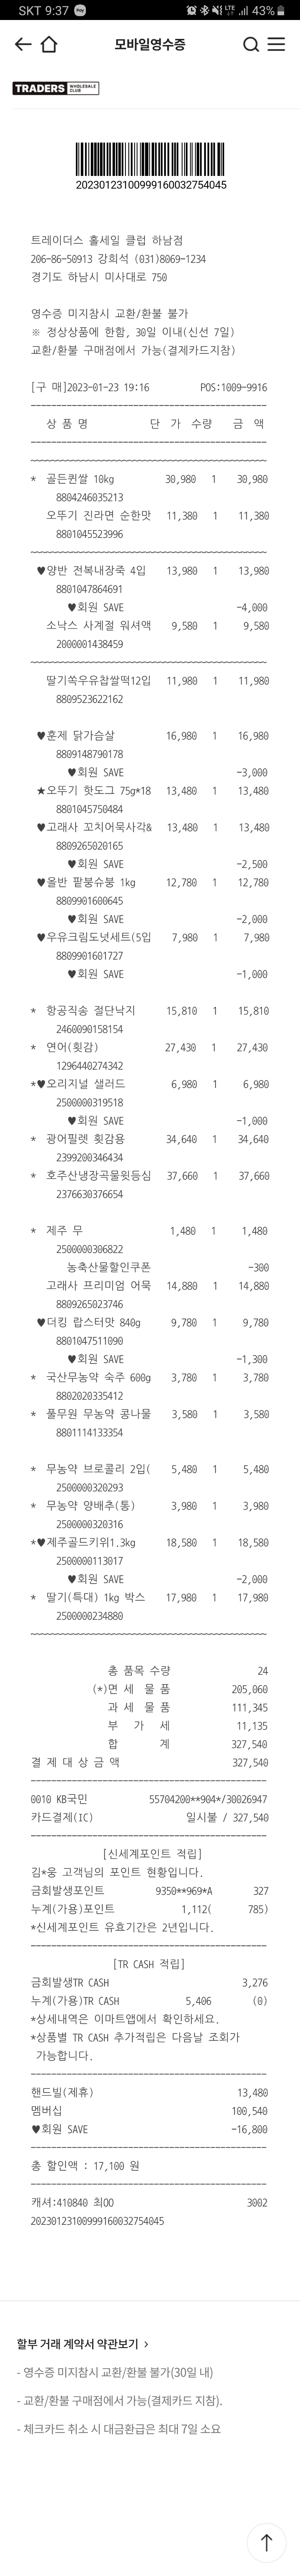 SKT 9:37 43%
모바일영수증
TRADERS WHOLESALE CLUB
20230123100999160032754045
트레이더스 홀세일 클럽 하남점
206-86-50913 강희석 (031)8069-1234
경기도 하남시 미사대로 750
영수증 미지참시 교환/환불 불가
※ 정상상품에 한함, 30일 이내(신선 7일)
교환/환불 구매점에서 가능(결제카드지참)
[구 매]2023-01-23 19:16 POS:1009-9916
상 품 명 단 가 수량 금 액
* 골든퀸쌀 10kg 30,980 1 30,980
8804246035213
오뚜기 진라면 순한맛 11,380 1 11,380
8801045523996
♥양반 전복내장죽 4입 13,980 1 13,980
8801047864691
♥회원 SAVE -4,000
소낙스 사계절 워셔액 9,580 1 9,580
2000001438459
딸기쏙우유찹쌀떡12입 11,980 1 11,980
8809523622162
♥훈제 닭가슴살 16,980 1 16,980
8809148790178
♥회원 SAVE -3,000
★오뚜기 핫도그 75g*18 13,480 1 13,480
8801045750484
♥고래사 꼬치어묵사각& 13,480 1 13,480
8809265020165
♥회원 SAVE -2,500
♥올반 팥붕슈붕 1kg 12,780 1 12,780
8809901600645
♥회원 SAVE -2,000
♥우유크림도넛세트(5입 7,980 1 7,980
8809901601727
♥회원 SAVE -1,000
* 항공직송 절단낙지 15,810 1 15,810
2460090158154
* 연어(횟감) 27,430 1 27,430
1296440274342
*♥오리지널 샐러드 6,980 1 6,980
2500000319518
♥회원 SAVE -1,000
* 광어필렛 횟감용 34,640 1 34,640
2399200346434
* 호주산냉장곡물윗등심 37,660 1 37,660
2376630376654
* 제주 무 1,480 1 1,480
2500000306822
농축산물할인쿠폰 -300
고래사 프리미엄 어묵 14,880 1 14,880
8809265023746
♥더킹 랍스터맛 840g 9,780 1 9,780
8801047511090
♥회원 SAVE -1,300
* 국산무농약 숙주 600g 3,780 1 3,780
8802020335412
* 풀무원 무농약 콩나물 3,580 1 3,580
8801114133354
* 무농약 브로콜리 2입( 5,480 1 5,480
2500000320293
* 무농약 양배추(통) 3,980 1 3,980
2500000320316
*♥제주골드키위1.3kg 18,580 1 18,580
2500000113017
♥회원 SAVE -2,000
* 딸기(특대) 1kg 박스 17,980 1 17,980
2500000234880
총 품목 수량 24
(*)면 세 물 품 205,060
과 세 물 품 111,345
부 가 세 11,135
합 계 327,540
결 제 대 상 금 액 327,540
0010 KB국민 55704200**904*/30026947
카드결제(IC) 일시불 / 327,540
[신세계포인트 적립]
김*웅 고객님의 포인트 현황입니다.
금회발생포인트 9350**969*A 327
누계(가용)포인트 1,112( 785)
*신세계포인트 유효기간은 2년입니다.
[TR CASH 적립]
금회발생TR CASH 3,276
누계(가용)TR CASH 5,406 (0)
*상세내역은 이마트앱에서 확인하세요.
*상품별 TR CASH 추가적립은 다음날 조회가
가능합니다.
핸드빌(제휴) 13,480
멤버십 100,540
♥회원 SAVE -16,800
총 할인액 : 17,100 원
캐셔:410840 최OO 3002
20230123100999160032754045
할부 거래 계약서 약관보기 >
- 영수증 미지참시 교환/환불 불가(30일 내)
- 교환/환불 구매점에서 가능(결제카드 지참).
- 체크카드 취소 시 대금환급은 최대 7일 소요